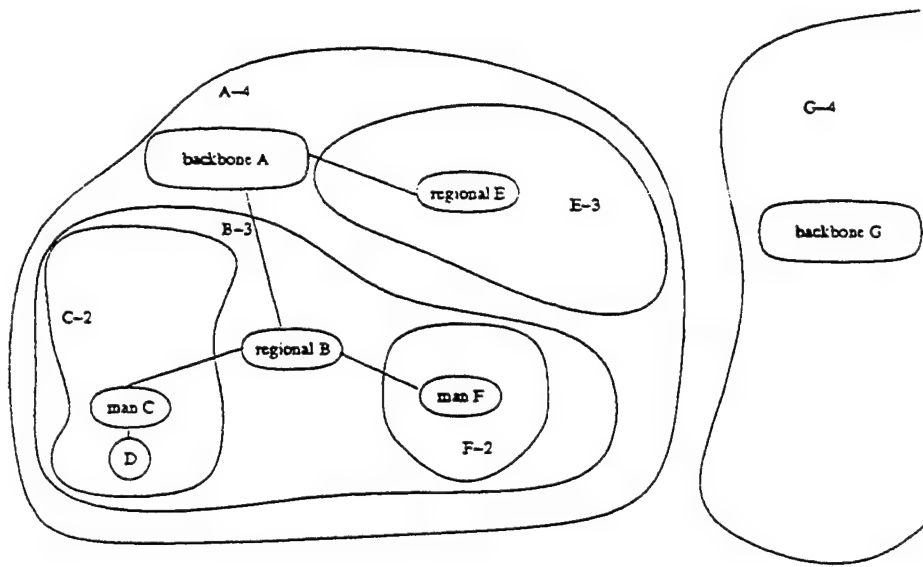 A-4
G-4
backbone A
regional E
E-3
B-3
backbone G
C-2
regional B
man C
man F
D
F-2